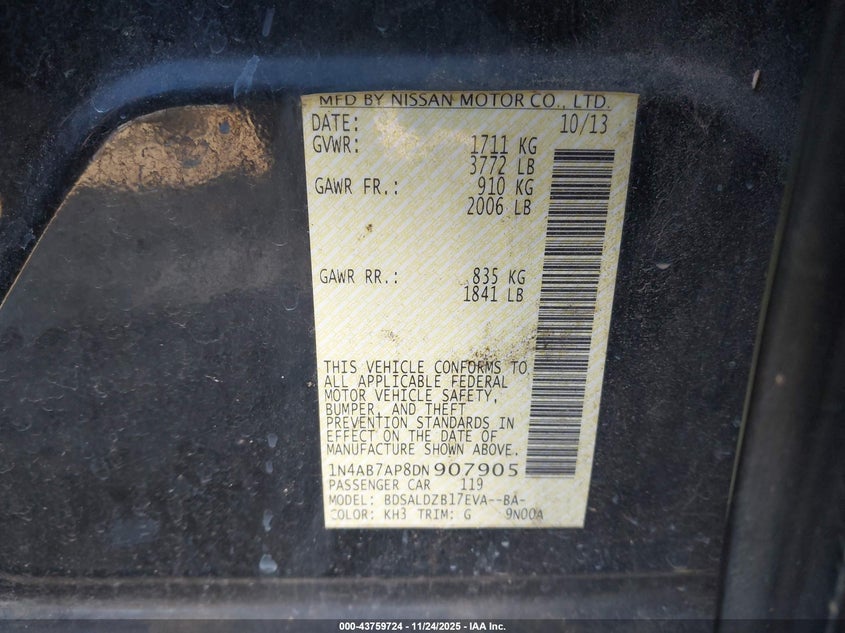 MFD BY NISSAN MOTOR CO., LTD.
DATE: 10/13
GVWR: 1711 KG
3772 LB
GAWR FR.: 910 KG
2006 LB
GAWR RR.: 835 KG
1841 LB
THIS VEHICLE CONFORMS TO
ALL APPLICABLE FEDERAL
MOTOR VEHICLE SAFETY,
BUMPER, AND THEFT
PREVENTION STANDARDS IN
EFFECT ON THE DATE OF
MANUFACTURE SHOWN ABOVE.
1N4AB7AP8DN907905
PASSENGER CAR 119
MODEL: BDSALDZB17EVA--BA-
COLOR: KH3 TRIM: G 9N00A
000-43759724 — 11/24/2025 — IAA Inc.